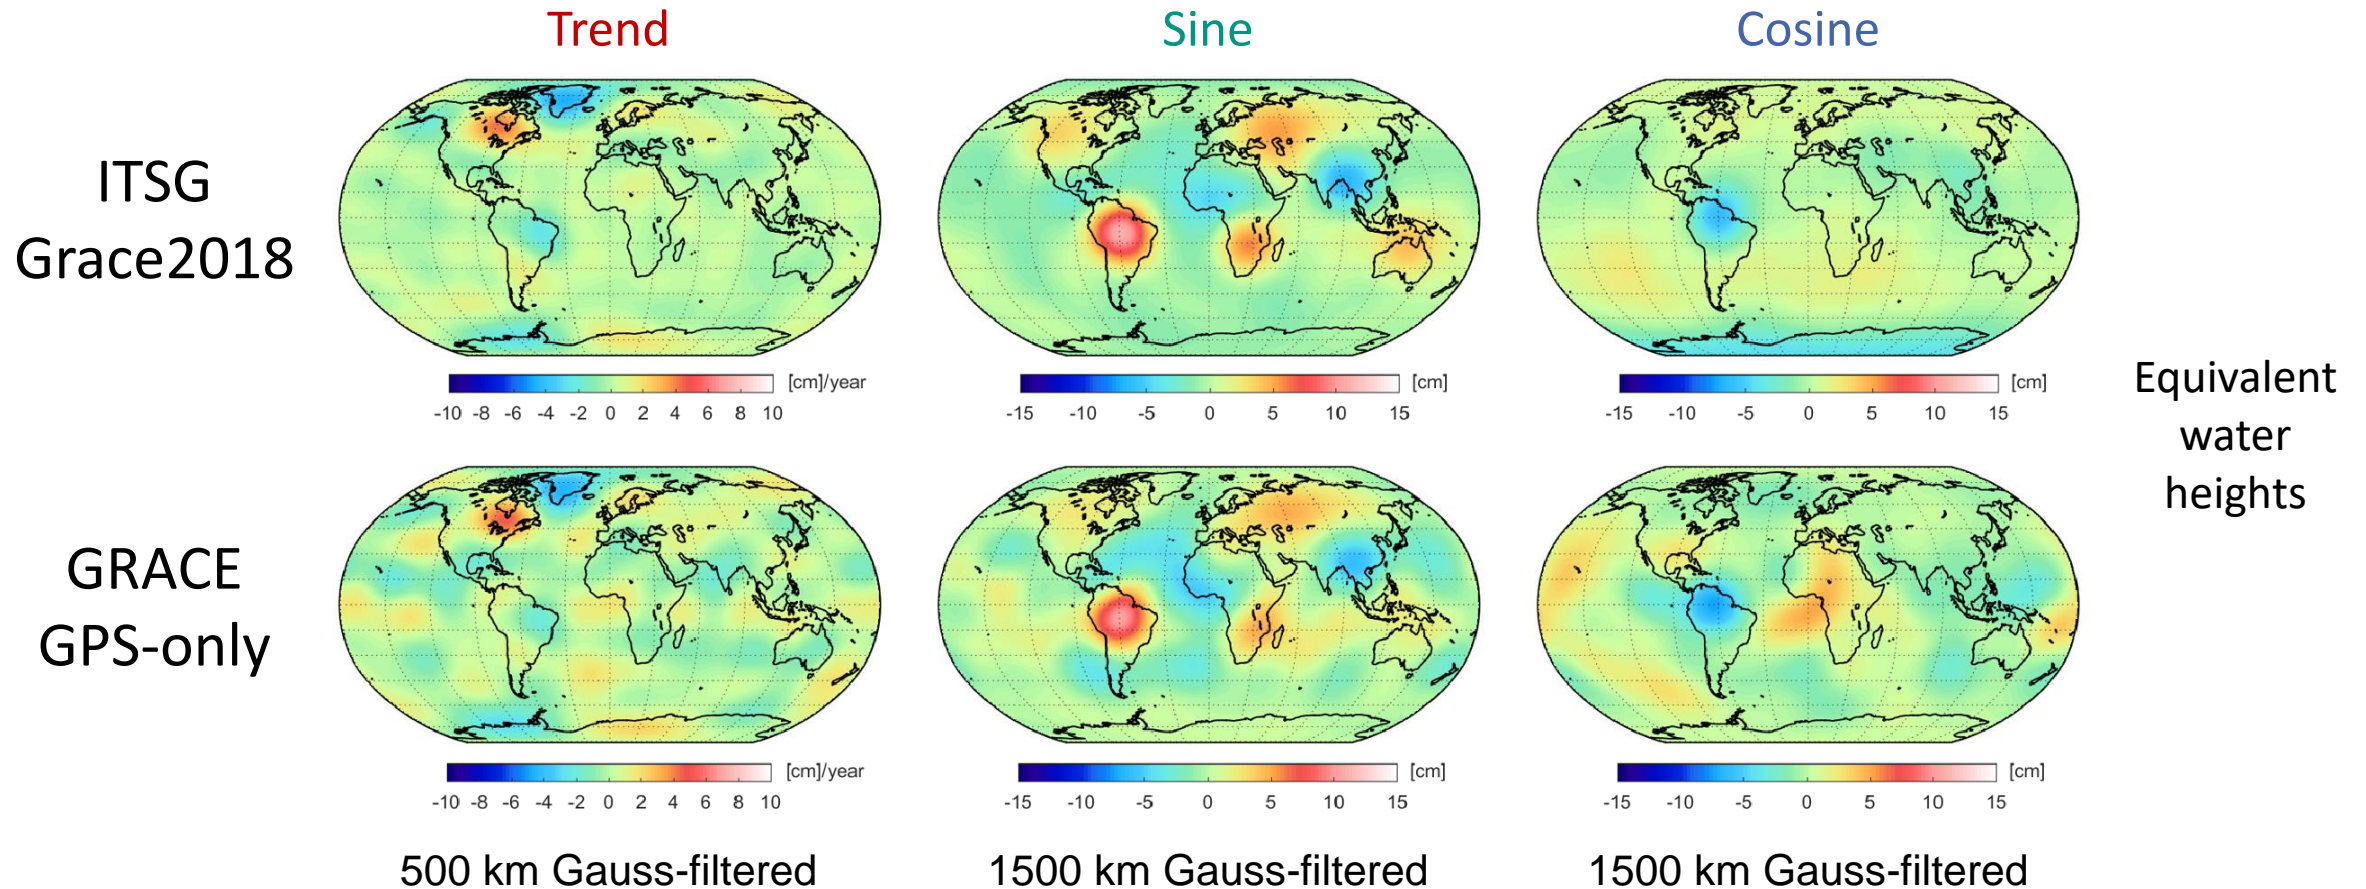 Trend Sine Cosine
ITSG
Grace2018
[cm]/year [cm] [cm]
-10 -8 -6 -4 -2 0 2 4 6 8 10 -15 -10 -5 0 5 10 15 -15 -10 -5 0 5 10 15
Equivalent
water
heights
GRACE
GPS-only
[cm]/year [cm] [cm]
-10 -8 -6 -4 -2 0 2 4 6 8 10 -15 -10 -5 0 5 10 15 -15 -10 -5 0 5 10 15
500 km Gauss-filtered 1500 km Gauss-filtered 1500 km Gauss-filtered